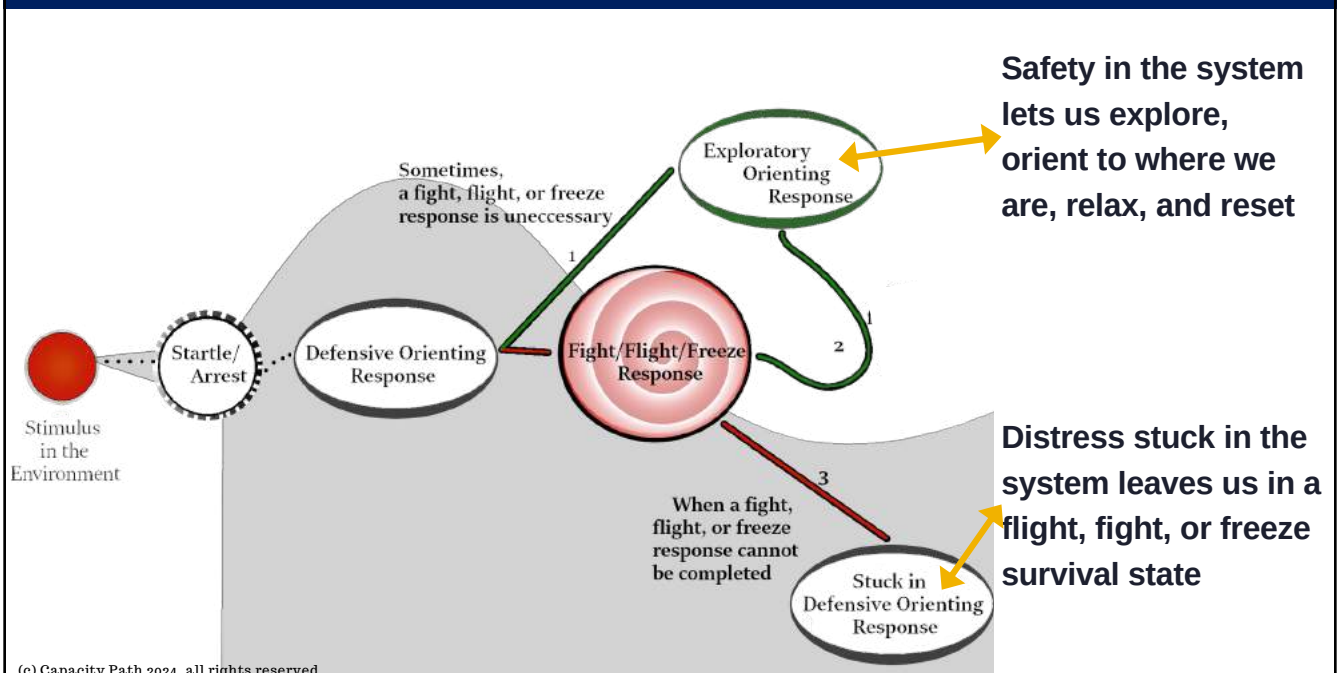 Safety in the system
lets us explore,
orient to where we
are, relax, and reset
Exploratory
Orienting
Response
Sometimes,
a fight, flight, or freeze
response is uneccessary
1
Startle/
Arrest
Defensive Orienting
Response
Fight/Flight/Freeze
Response
1
2
Stimulus
in the
Environment
Distress stuck in the
system leaves us in a
flight, fight, or freeze
survival state
3
When a fight,
flight, or freeze
response cannot
be completed
Stuck in
Defensive Orienting
Response
(c) Capacity Path 2024, all rights reserved